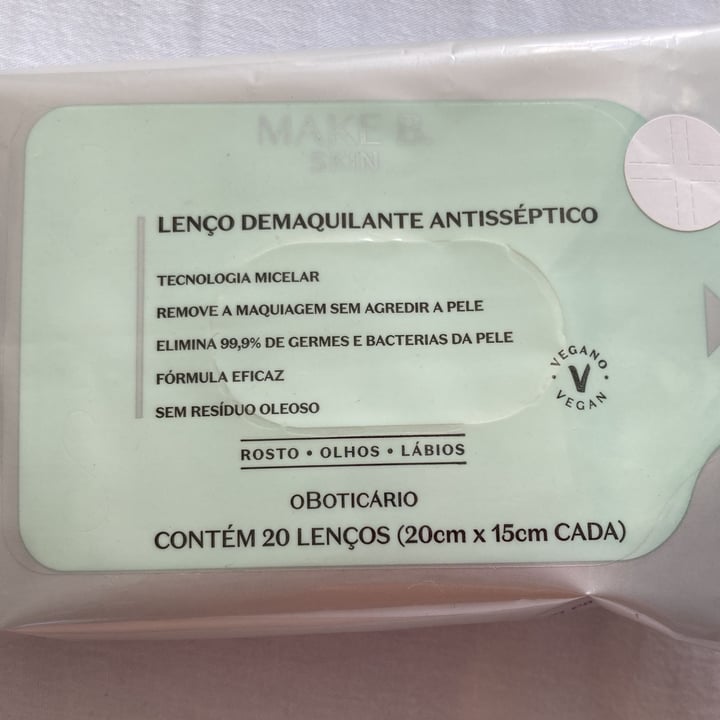 MAKE B.
SKIN
LENÇO DEMAQUILANTE ANTISSÉPTICO
TECNOLOGIA MICELAR
REMOVE A MAQUIAGEM SEM AGREDIR A PELE
ELIMINA 99,9% DE GERMES E BACTERIAS DA PELE
FÓRMULA EFICAZ
SEM RESÍDUO OLEOSO
VEGANO
V
VEGAN
ROSTO • OLHOS • LÁBIOS
oBOTICÁRIO
CONTÉM 20 LENÇOS (20cm x 15cm CADA)